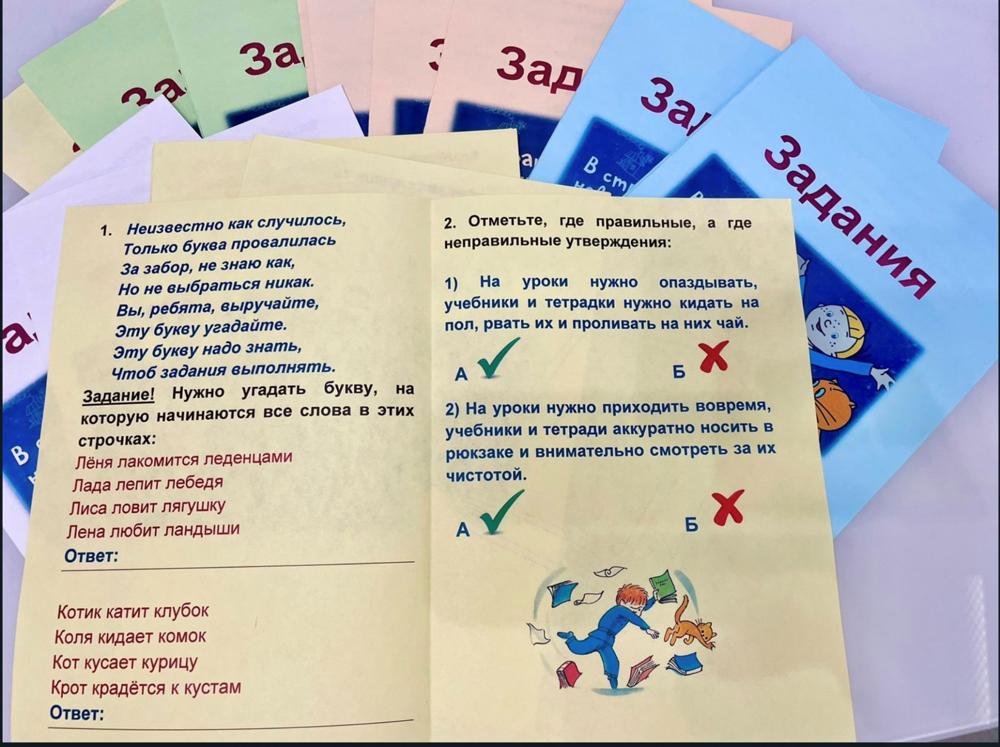 За
За
Зад
За
Задания
В
1. Неизвестно как случилось,
Только буква провалилась
За забор, не знаю как,
Но не выбраться никак.
Вы, ребята, выручайте,
Эту букву угадайте.
Эту букву надо знать,
Чтоб задания выполнять.
Задание! Нужно угадать букву, на
которую начинаются все слова в этих
строчках:
Лёня лакомится леденцами
Лада лепит лебедя
Лиса ловит лягушку
Лена любит ландыши
Ответ:
Котик катит клубок
Коля кидает комок
Кот кусает курицу
Крот крадётся к кустам
Ответ:
2. Отметьте, где правильные, а где
неправильные утверждения:
1) На уроки нужно опаздывать,
учебники и тетрадки нужно кидать на
пол, рвать их и проливать на них чай.
А Б
2) На уроки нужно приходить вовремя,
учебники и тетради аккуратно носить в
рюкзаке и внимательно смотреть за их
чистотой.
А Б